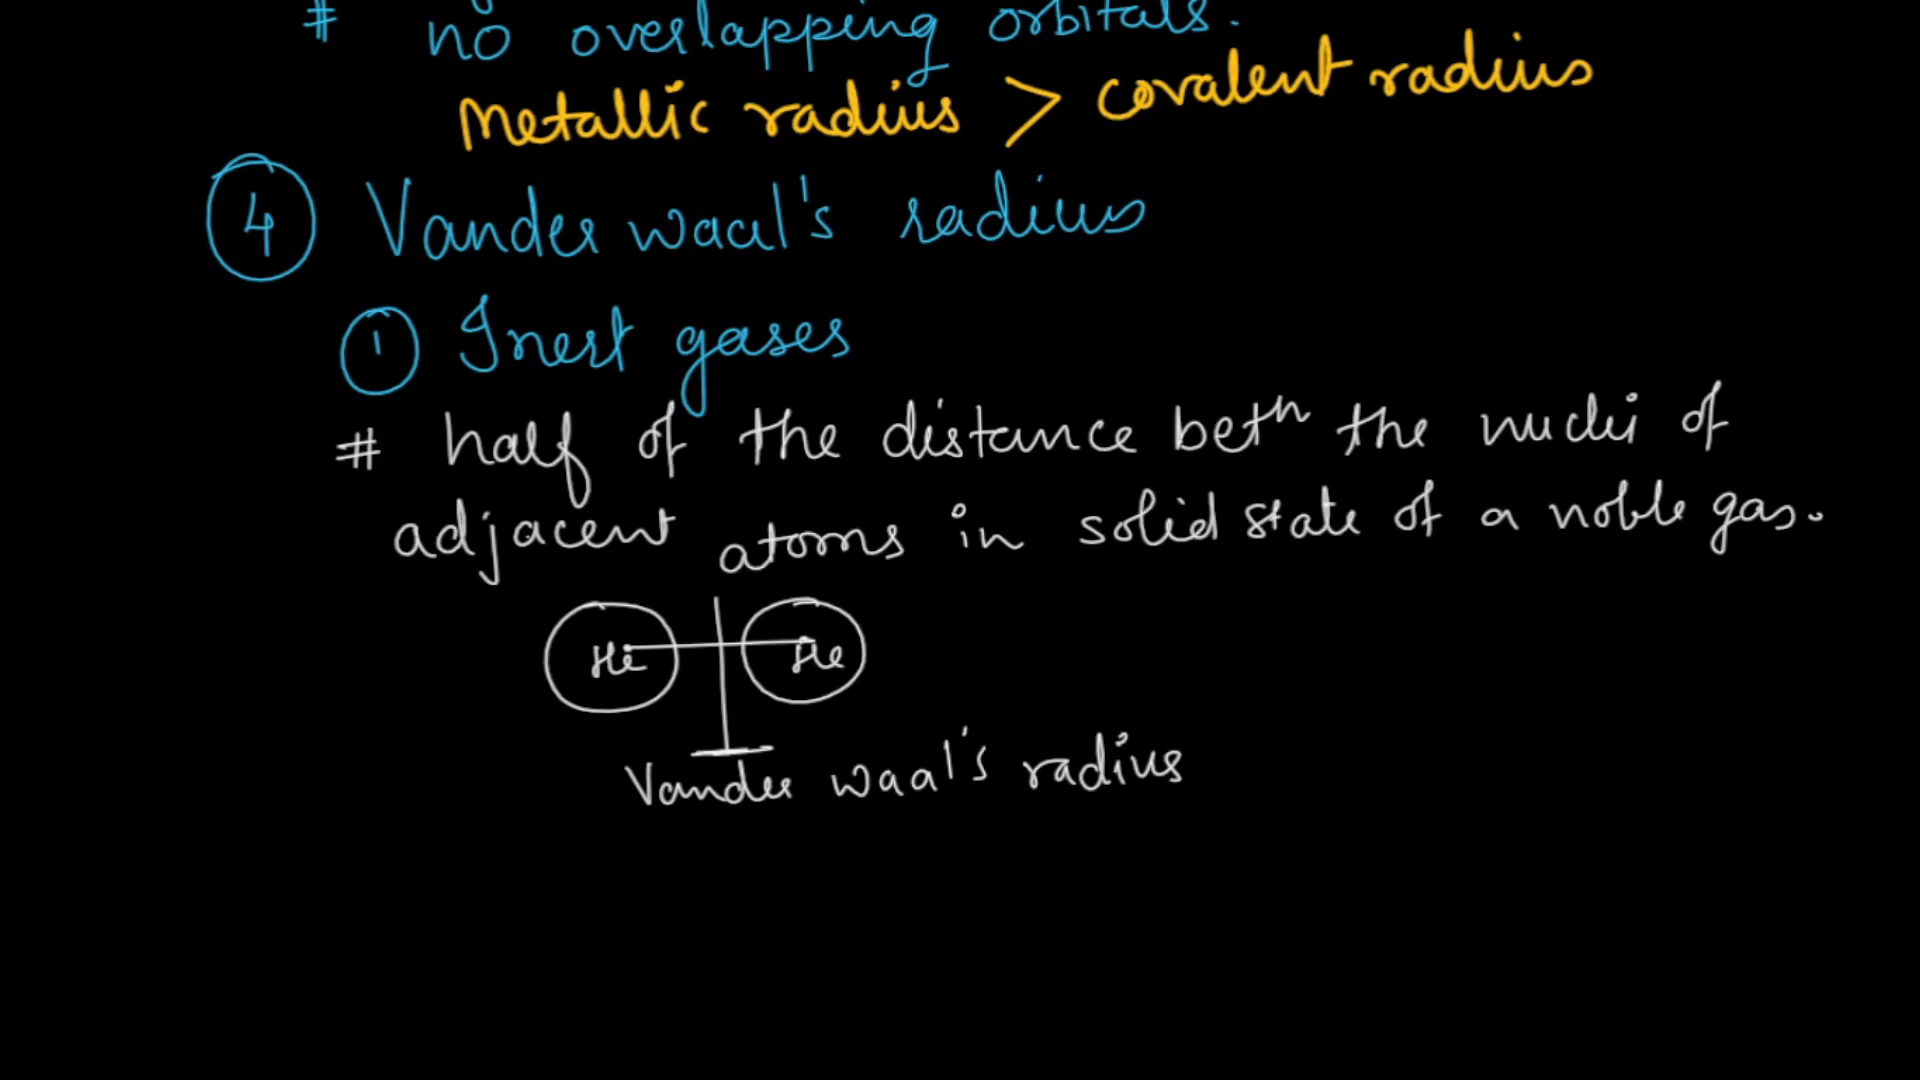 # no overlapping orbitals.
Metallic radius > covalent radius
④ Vander waal's radius
① Inert gases
# half of the distance betⁿ the nuclei of
adjacent atoms in solid state of a noble gas.
He He
Vander waal's radius